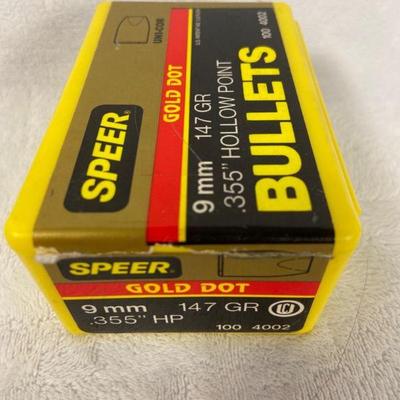 UNI-COR
SPEER
GOLD DOT
9 mm 147 GR
.355" HOLLOW POINT
BULLETS
100 4002
SPEER
GOLD DOT
9 mm 147 GR
LCI
.355" HP
100 4002